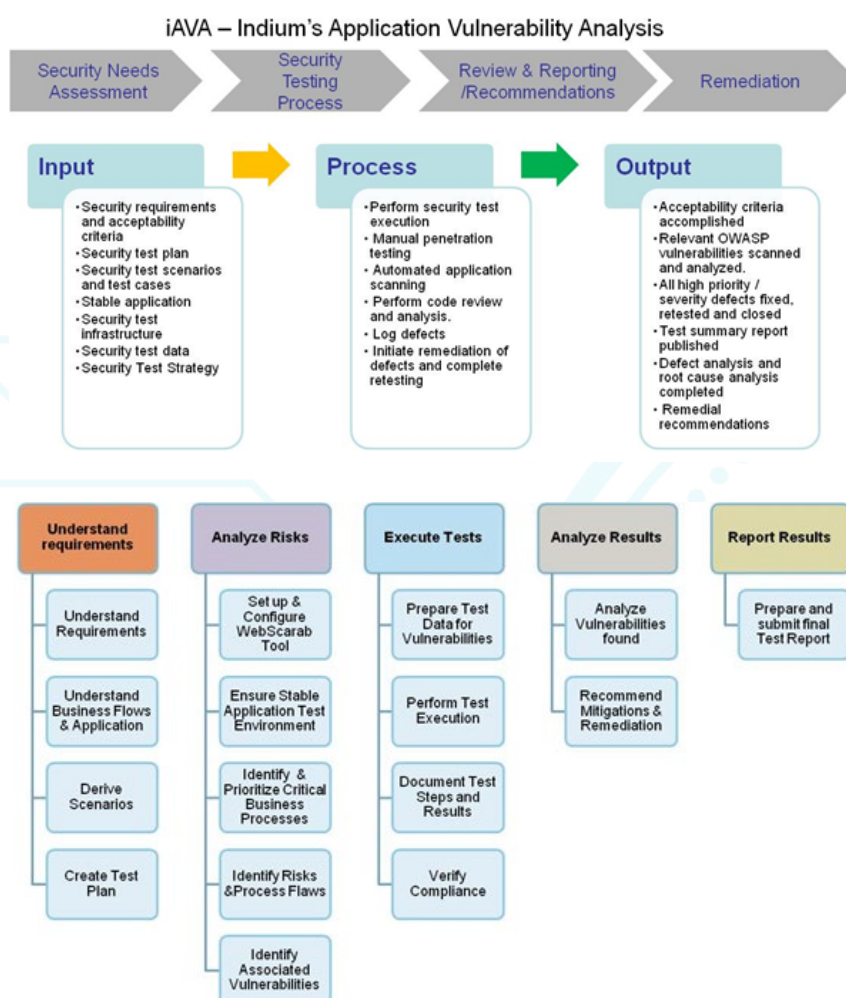 iAVA – Indium's Application Vulnerability Analysis
Security Needs
Assessment
Security
Testing
Process
Review & Reporting
/Recommendations
Remediation
Input
•Security requirements
and acceptability
criteria
•Security test plan
•Security test scenarios
and test cases
•Stable application
•Security test
infrastructure
•Security test data
•Security Test Strategy
Process
•Perform security test
execution
• Manual penetration
testing
• Automated application
scanning
• Perform code review
and analysis.
• Log defects
• Initiate remediation of
defects and complete
retesting
Output
•Acceptability criteria
accomplished
•Relevant OWASP
vulnerabilities scanned
and analyzed.
•All high priority /
severity defects fixed,
retested and closed
•Test summary report
published
•Defect analysis and
root cause analysis
completed
• Remedial
recommendations
Understand
requirements
Understand
Requirements
Understand
Business Flows
& Application
Derive
Scenarios
Create Test
Plan
Analyze Risks
Set up &
Configure
WebScarab
Tool
Ensure Stable
Application Test
Environment
Identify &
Prioritize Critical
Business
Processes
Identify Risks
&Process Flaws
Identify
Associated
Vulnerabilities
Execute Tests
Prepare Test
Data for
Vulnerabilities
Perform Test
Execution
Document Test
Steps and
Results
Verify
Compliance
Analyze Results
Analyze
Vulnerabilities
found
Recommend
Mitigations &
Remediation
Report Results
Prepare and
submit final
Test Report